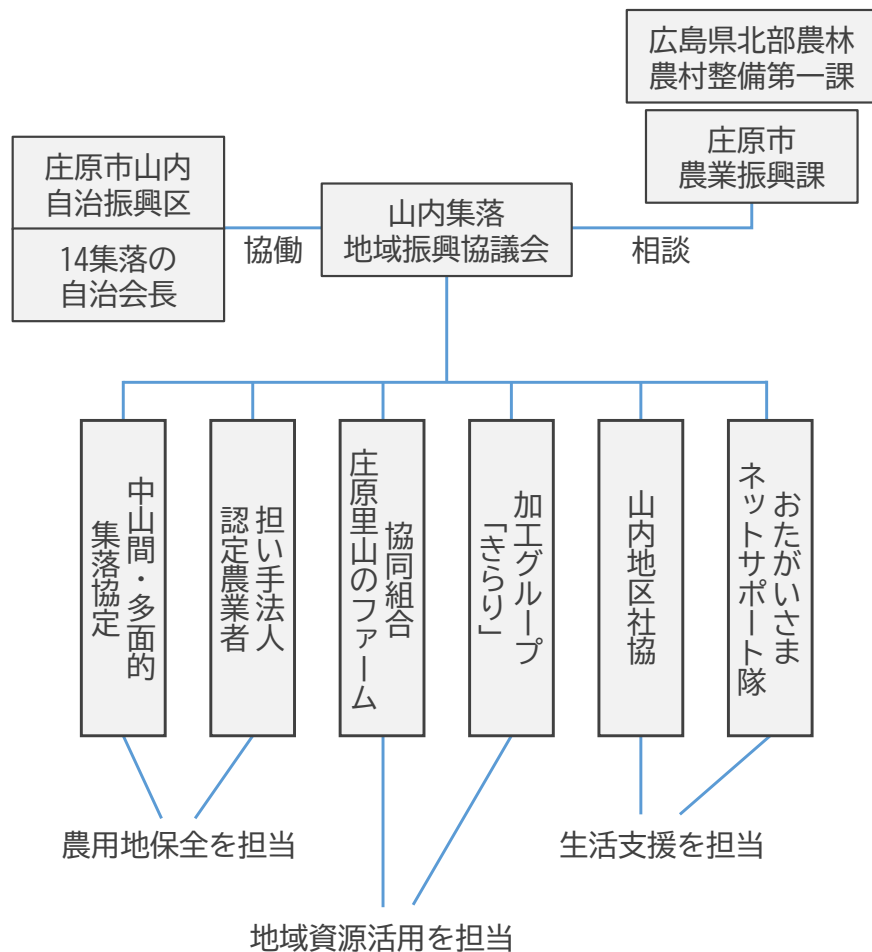 広島県北部農林
農村整備第一課
庄原市
農業振興課
庄原市山内
自治振興区
14集落の
自治会長
協働
山内集落
地域振興協議会
相談
中山間・多面的
集落協定
担い手法人
認定農業者
協同組合
庄原里山のファーム
加工グループ
「きらり」
山内地区社協
おたがいさま
ネットサポート隊
農用地保全を担当
生活支援を担当
地域資源活用を担当